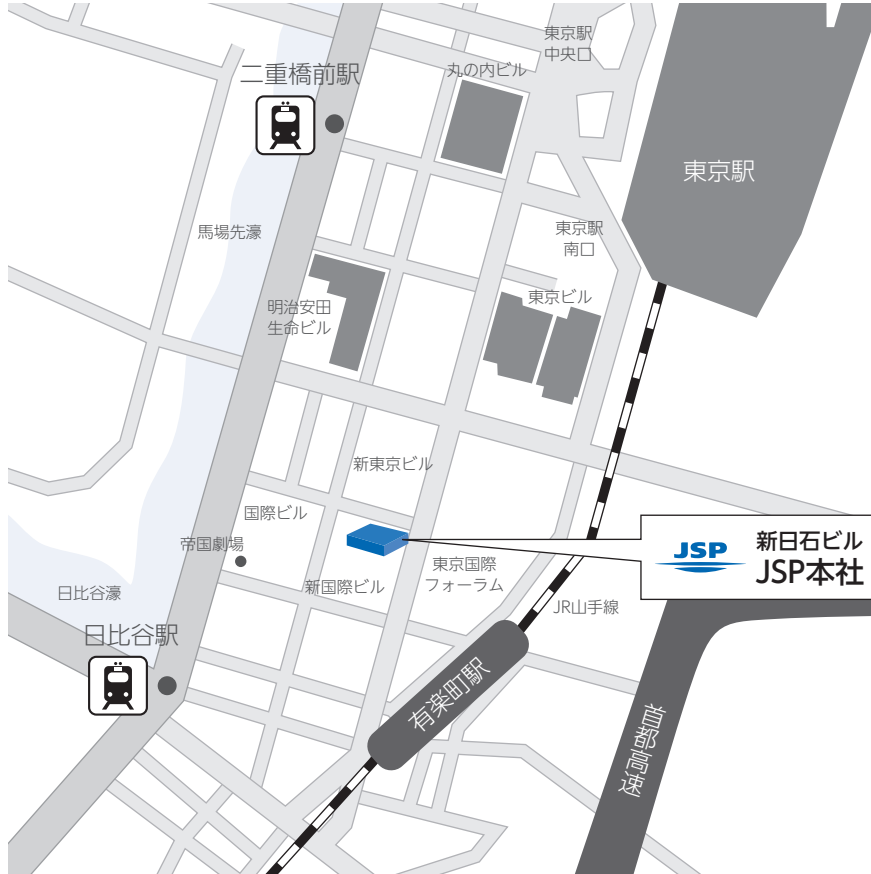 東京駅
中央口
丸の内ビル
二重橋前駅
東京駅
馬場先濠
東京駅
南口
東京ビル
明治安田
生命ビル
新東京ビル
国際ビル
帝国劇場
JSP
新日石ビル
JSP本社
東京国際
フォーラム
新国際ビル
日比谷濠
JR山手線
日比谷駅
有楽町駅
首都高速